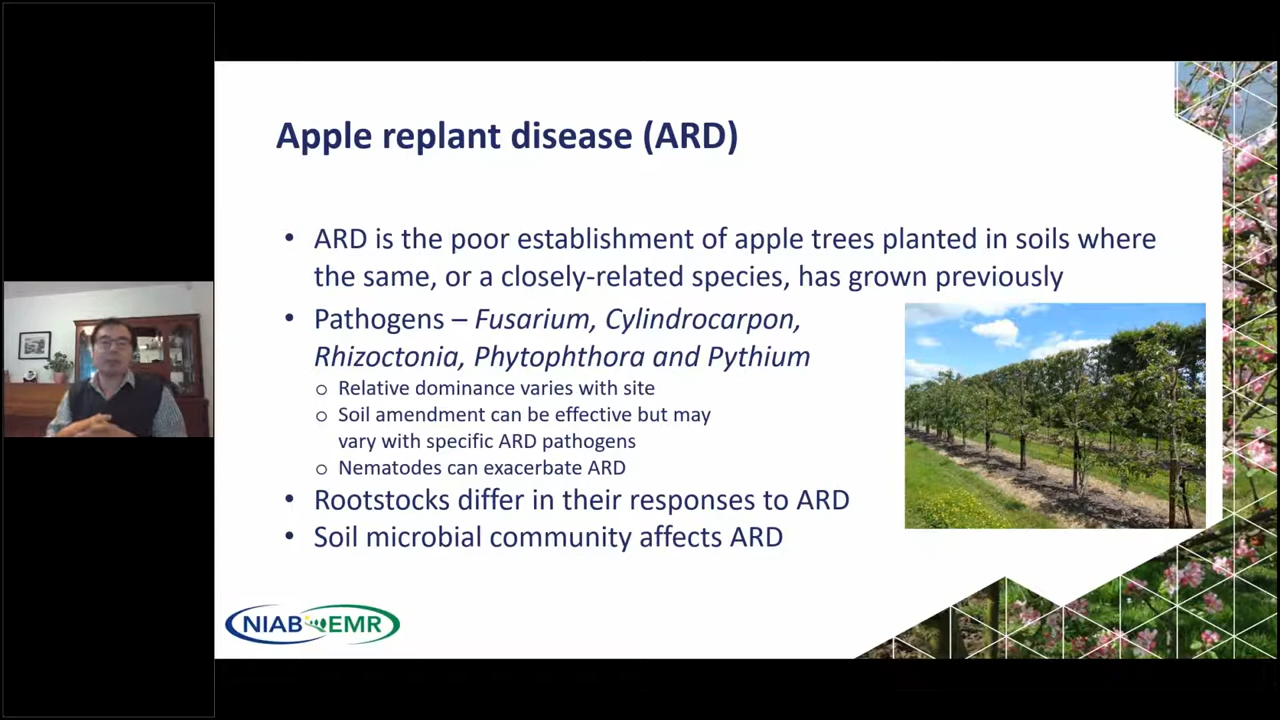 Apple replant disease (ARD)
• ARD is the poor establishment of apple trees planted in soils where
the same, or a closely-related species, has grown previously
• Pathogens – Fusarium, Cylindrocarpon,
Rhizoctonia, Phytophthora and Pythium
o Relative dominance varies with site
o Soil amendment can be effective but may
vary with specific ARD pathogens
o Nematodes can exacerbate ARD
• Rootstocks differ in their responses to ARD
• Soil microbial community affects ARD
NIAB EMR